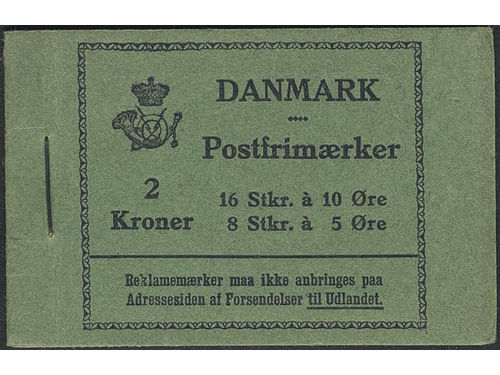 DANMARK
Postfrimærker
2
Kroner
16 Stkr. à 10 Øre
8 Stkr. à 5 Øre
Reklamemærker maa ikke anbringes paa
Adressesiden af Forsendelser til Udlandet.